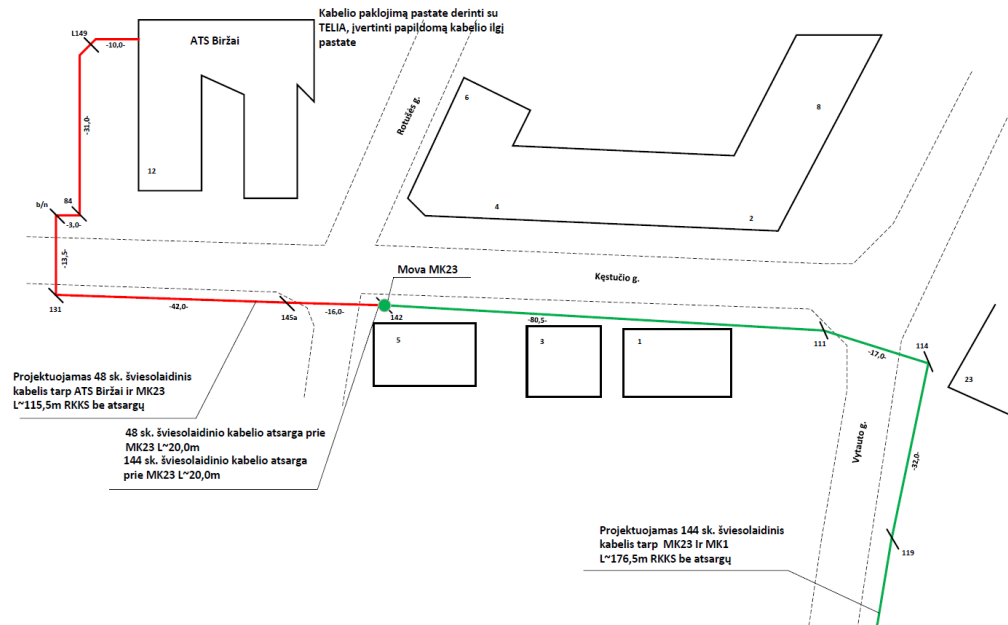 Kabelio paklojimą pastate derinti su
TELIA, įvertinti papildomą kabelio ilgį
pastate
L149
-10,0-
ATS Biržai
-31,0-
12
b/n
84
-3,0-
-13,5-
131
-42,0-
145a
-16,0-
142
Mova MK23
Rotušės g.
6
8
4
2
Kęstučio g.
-80,5-
5
3
1
111
-17,0-
114
23
Vytauto g.
-32,0-
119
Projektuojamas 48 sk. šviesolaidinis
kabelis tarp ATS Biržai ir MK23
L~115,5m RKKS be atsargų
48 sk. šviesolaidinio kabelio atsarga prie
MK23 L~20,0m
144 sk. šviesolaidinio kabelio atsarga
prie MK23 L~20,0m
Projektuojamas 144 sk. šviesolaidinis
kabelis tarp MK23 Ir MK1
L~176,5m RKKS be atsargų